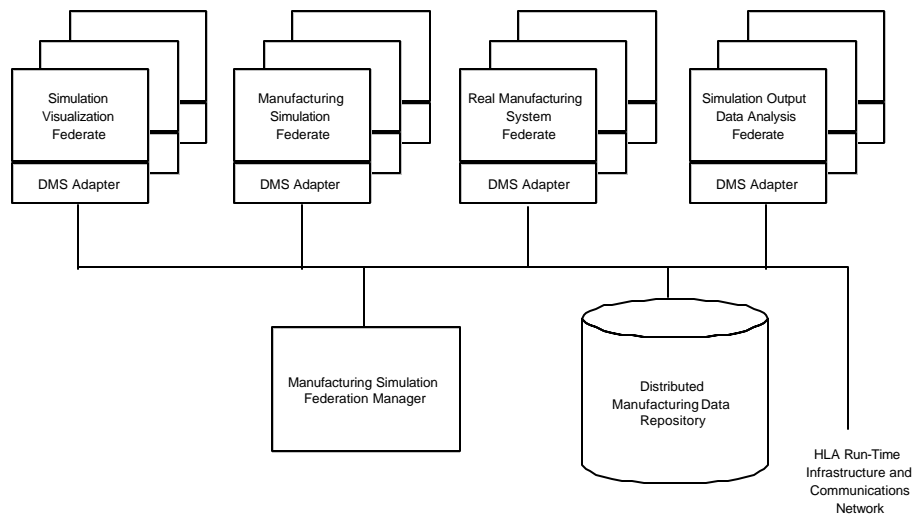 Simulation
Visualization
Federate
DMS Adapter
Manufacturing
Simulation
Federate
DMS Adapter
Real Manufacturing
System
Federate
DMS Adapter
Simulation Output
Data Analysis
Federate
DMS Adapter
Manufacturing Simulation
Federation Manager
Distributed
Manufacturing Data
Repository
HLA Run-Time
Infrastructure and
Communications
Network